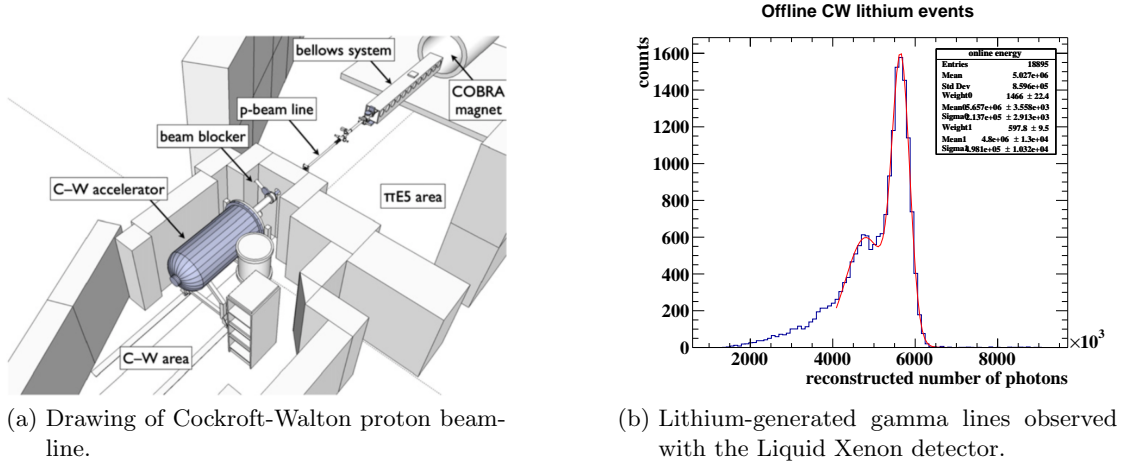 bellows system
COBRA
magnet
p-beam line
beam blocker
C–W accelerator
πE5 area
C–W area
(a) Drawing of Cockroft-Walton proton beam-
line.
Offline CW lithium events
counts
1600
1400
1200
1000
800
600
400
200
0
online energy
Entries 18895
Mean 5.027e+06
Std Dev 8.596e+05
Weight0 1466 ± 22.4
Mean0 5.657e+06 ± 3.558e+03
Sigma0 2.137e+05 ± 2.913e+03
Weight1 597.8 ± 9.5
Mean1 4.8e+06 ± 1.3e+04
Sigma1 4.981e+05 ± 1.032e+04
2000 4000 6000 8000 ×10³
reconstructed number of photons
(b) Lithium-generated gamma lines observed
with the Liquid Xenon detector.